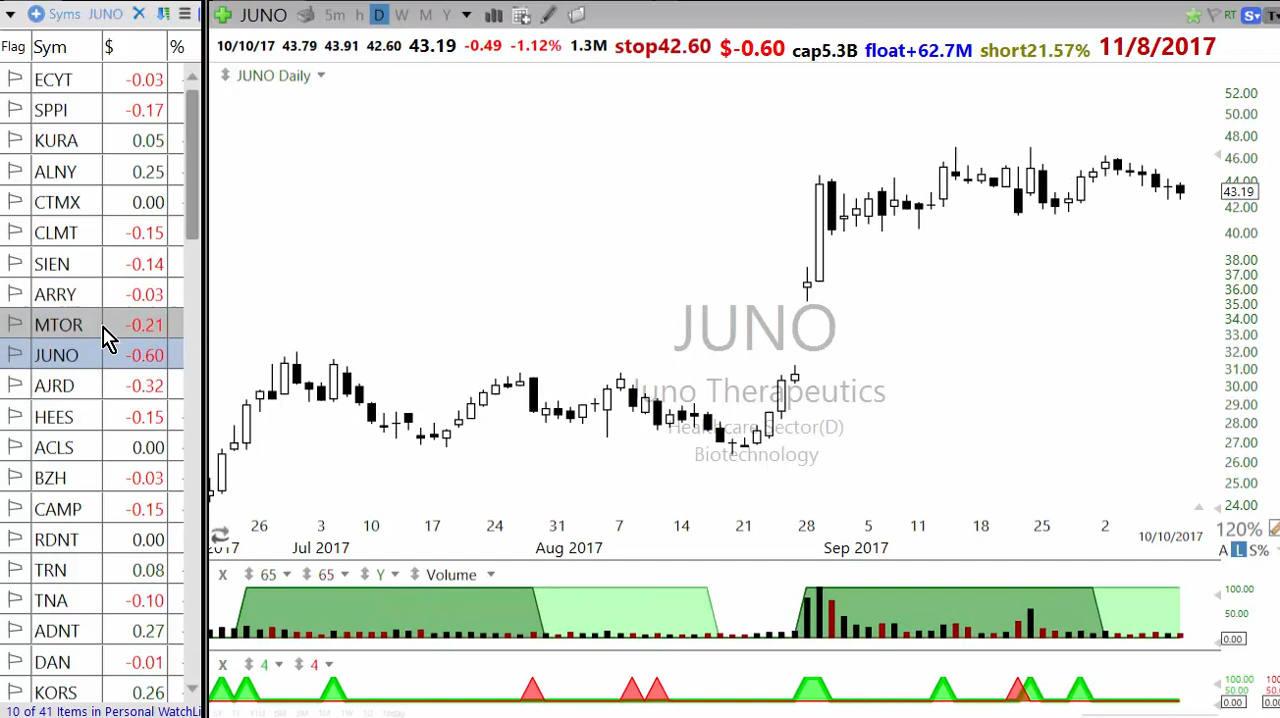 Syms JUNO
Flag Sym $ %
ECYT -0.03
SPPI -0.17
KURA 0.05
ALNY 0.25
CTMX 0.00
CLMT -0.15
SIEN -0.14
ARRY -0.03
MTOR -0.21
JUNO -0.60
AJRD -0.32
HEES -0.15
ACLS 0.00
BZH -0.03
CAMP -0.15
RDNT 0.00
TRN 0.08
TNA -0.10
ADNT 0.27
DAN -0.01
KORS 0.26
10 of 41 Items in Personal WatchLi
JUNO 5m h D W M Y
RT S
10/10/17 43.79 43.91 42.60 43.19 -0.49 -1.12% 1.3M stop42.60 $-0.60 cap5.3B float+62.7M short21.57% 11/8/2017
JUNO Daily
52.00
50.00
48.00
46.00
44.00
43.19
42.00
40.00
38.00
37.00
36.00
35.00
34.00
33.00
32.00
31.00
30.00
29.00
28.00
27.00
26.00
25.00
24.00
JUNO
Juno Therapeutics
Healthcare Sector(D)
Biotechnology
26 3 10 17 24 31 7 14 21 28 5 11 18 25 2
2017 Jul 2017 Aug 2017 Sep 2017 10/10/2017
120%
A L S%
X 65 65 Y Volume
100.00
50.00
0.00
X 4 4
100.00
50.00
0.00